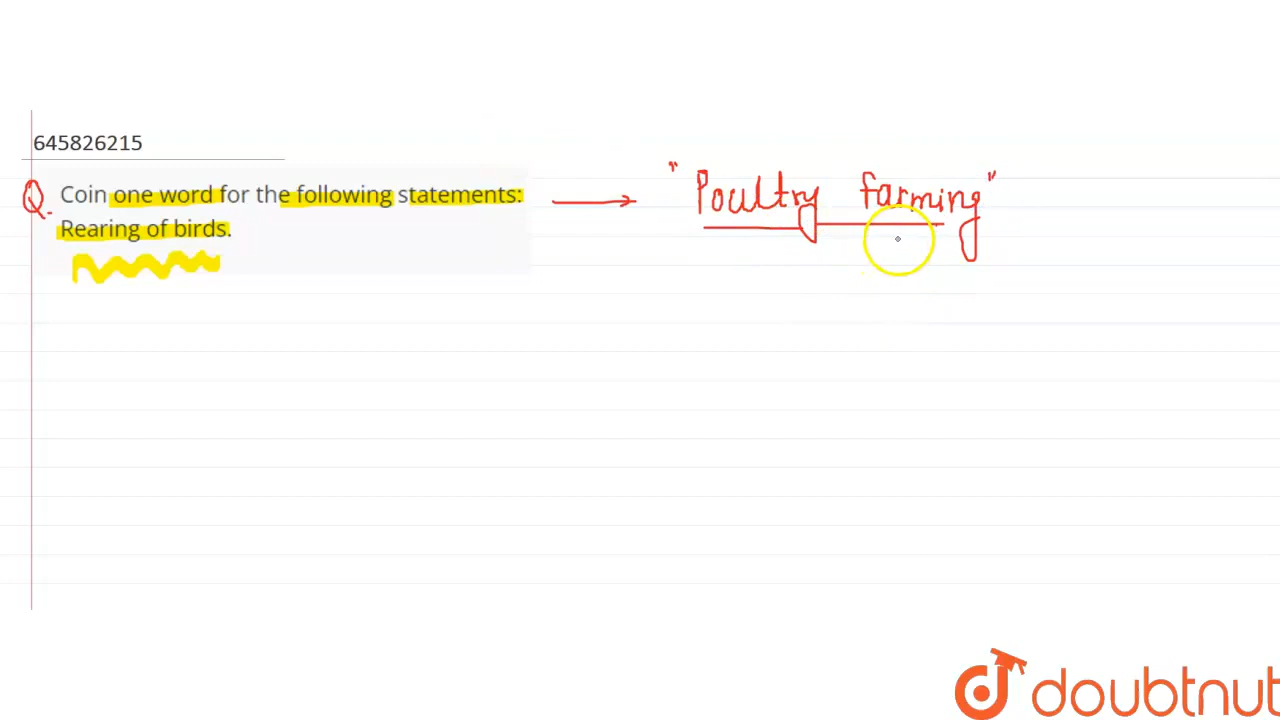 645826215
Q. Coin one word for the following statements: → "Poultry farming"
Rearing of birds.
doubtnut